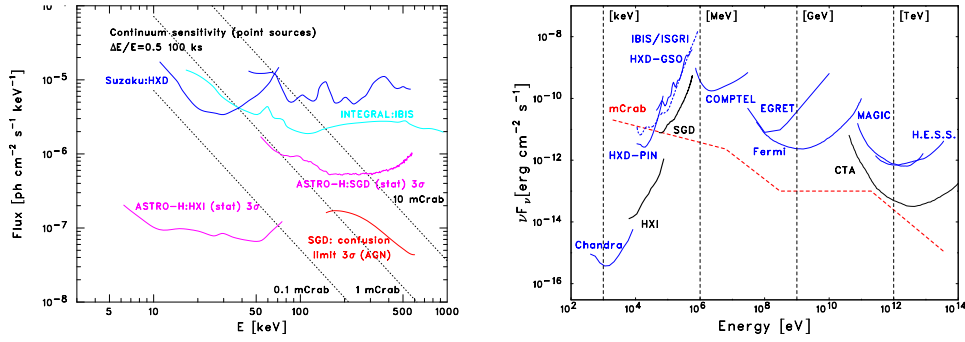 Continuum sensitivity (point sources)
ΔE/E=0.5 100 ks
Suzaku:HXD
INTEGRAL:IBIS
ASTRO-H:SGD (stat) 3σ
ASTRO-H:HXI (stat) 3σ
10 mCrab
SGD: confusion
limit 3σ (AGN)
0.1 mCrab
1 mCrab
10⁻⁴
10⁻⁵
10⁻⁶
10⁻⁷
10⁻⁸
Flux [ph cm⁻² s⁻¹ keV⁻¹]
5
10
50
100
500
1000
E [keV]
[keV]
[MeV]
[GeV]
[TeV]
IBIS/ISGRI
HXD-GSO
COMPTEL
mCrab
EGRET
MAGIC
SGD
H.E.S.S.
HXD-PIN
Fermi
CTA
HXI
Chandra
10⁻⁸
10⁻¹⁰
10⁻¹²
10⁻¹⁴
10⁻¹⁶
νFν[erg cm⁻² s⁻¹]
10²
10⁴
10⁶
10⁸
10¹⁰
10¹²
10¹⁴
Energy [eV]